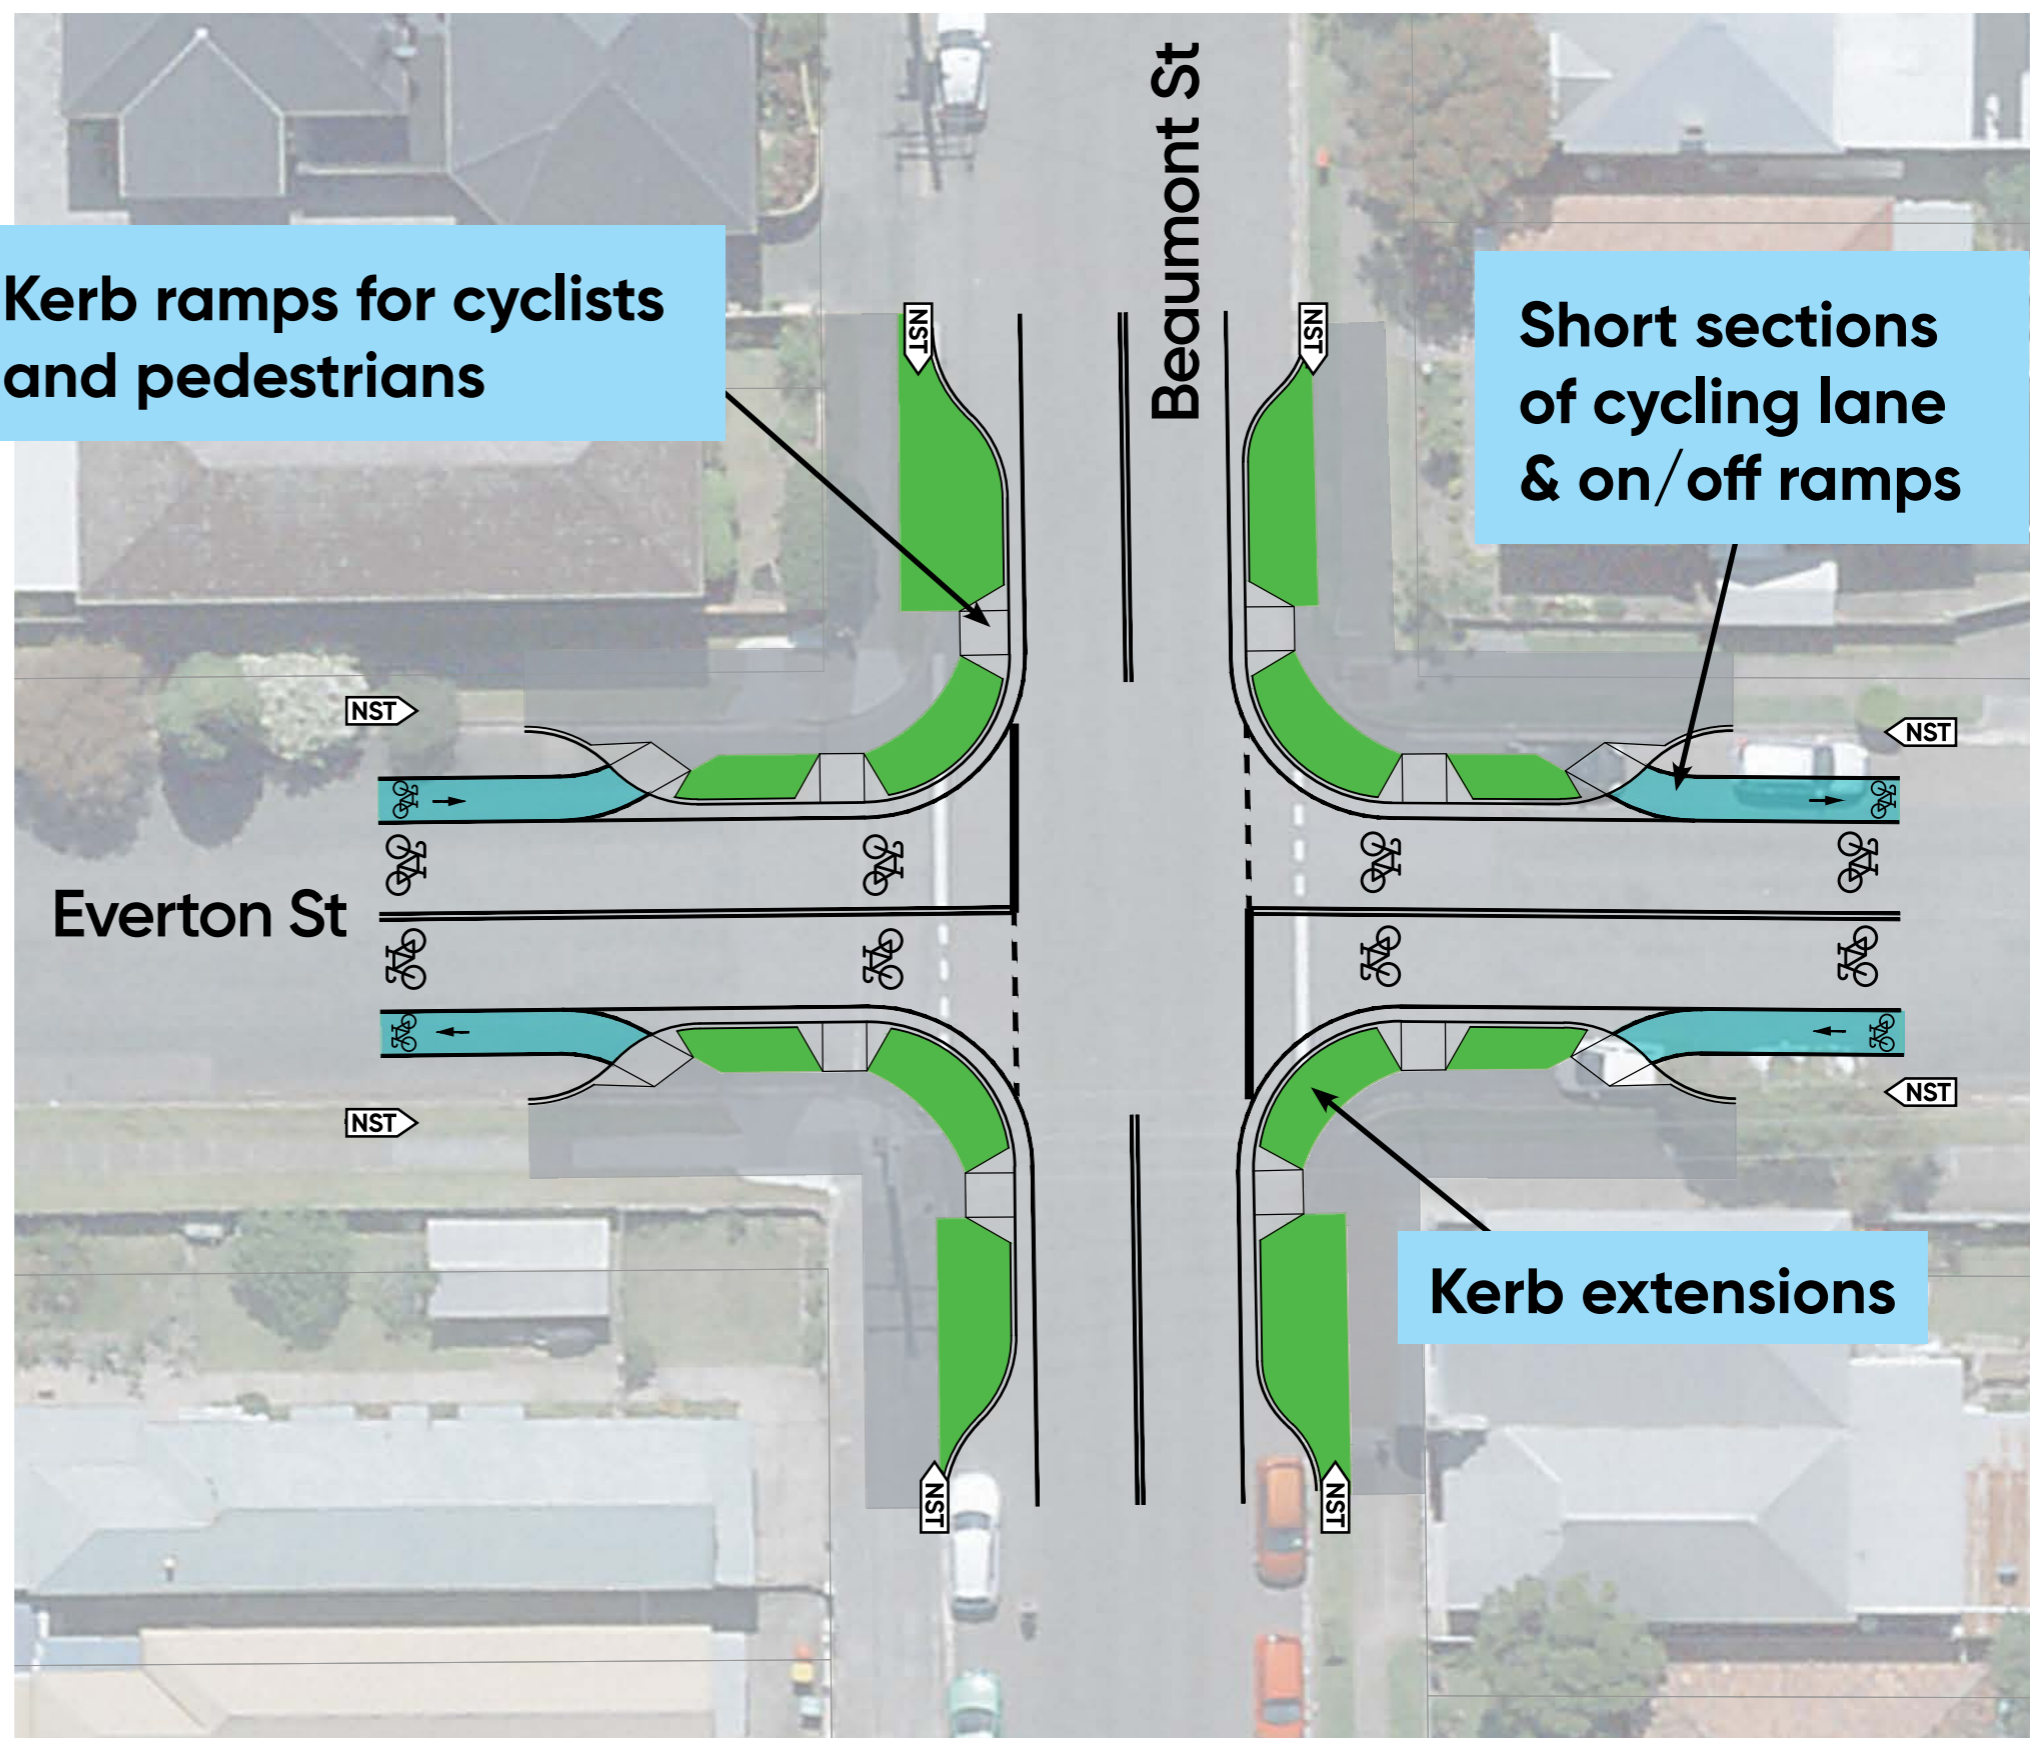 Beaumont St
Kerb ramps for cyclists
and pedestrians
Short sections
of cycling lane
& on/off ramps
NST
NST
NST
NST
Everton St
NST
NST
Kerb extensions
NST
NST